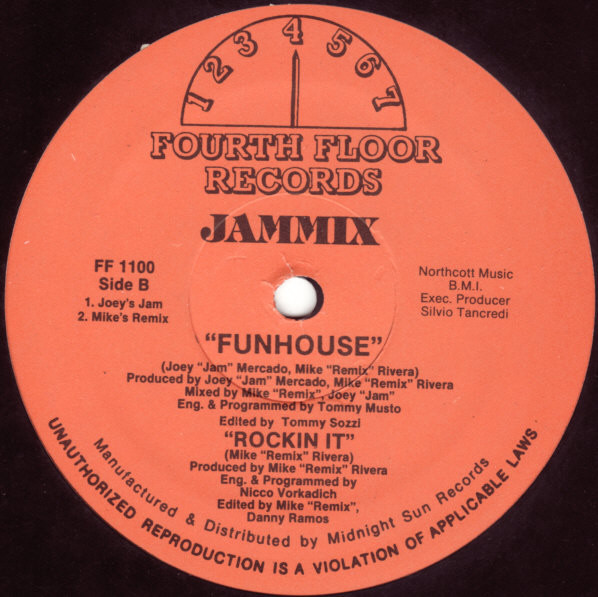 1 2 3 4 5 6 7
FOURTH FLOOR
RECORDS
JAMMIX
FF 1100
Side B
1. Joey's Jam
2. Mike's Remix
Northcott Music
B.M.I.
Exec. Producer
Silvio Tancredi
"FUNHOUSE"
(Joey "Jam" Mercado, Mike "Remix" Rivera)
Produced by Joey "Jam" Mercado, Mike "Remix" Rivera
Mixed by Mike "Remix", Joey "Jam"
Eng. & Programmed by Tommy Musto
Edited by Tommy Sozzi
"ROCKIN IT"
(Mike "Remix" Rivera)
Produced by Mike "Remix" Rivera
Eng. & Programmed by
Nicco Vorkadich
Edited by Mike "Remix",
Danny Ramos
Manufactured & Distributed by Midnight Sun Records
UNAUTHORIZED REPRODUCTION IS A VIOLATION OF APPLICABLE LAWS